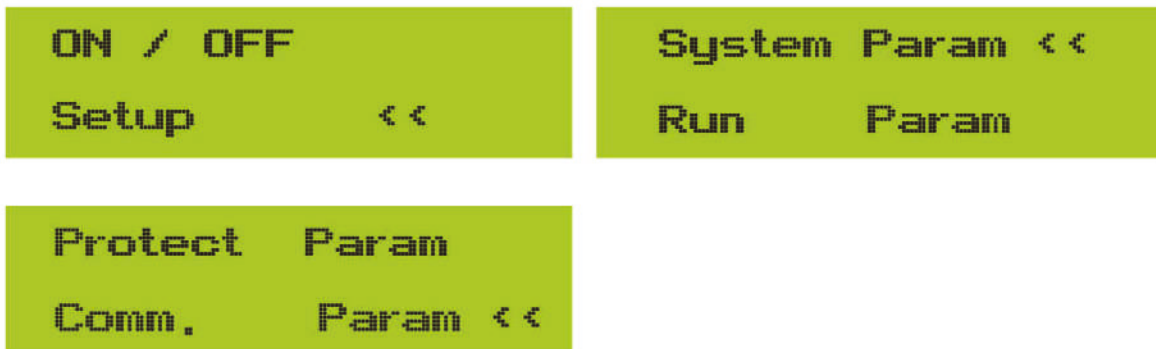 ON / OFF
Setup <<
System Param <<
Run Param
Protect Param
Comm. Param <<